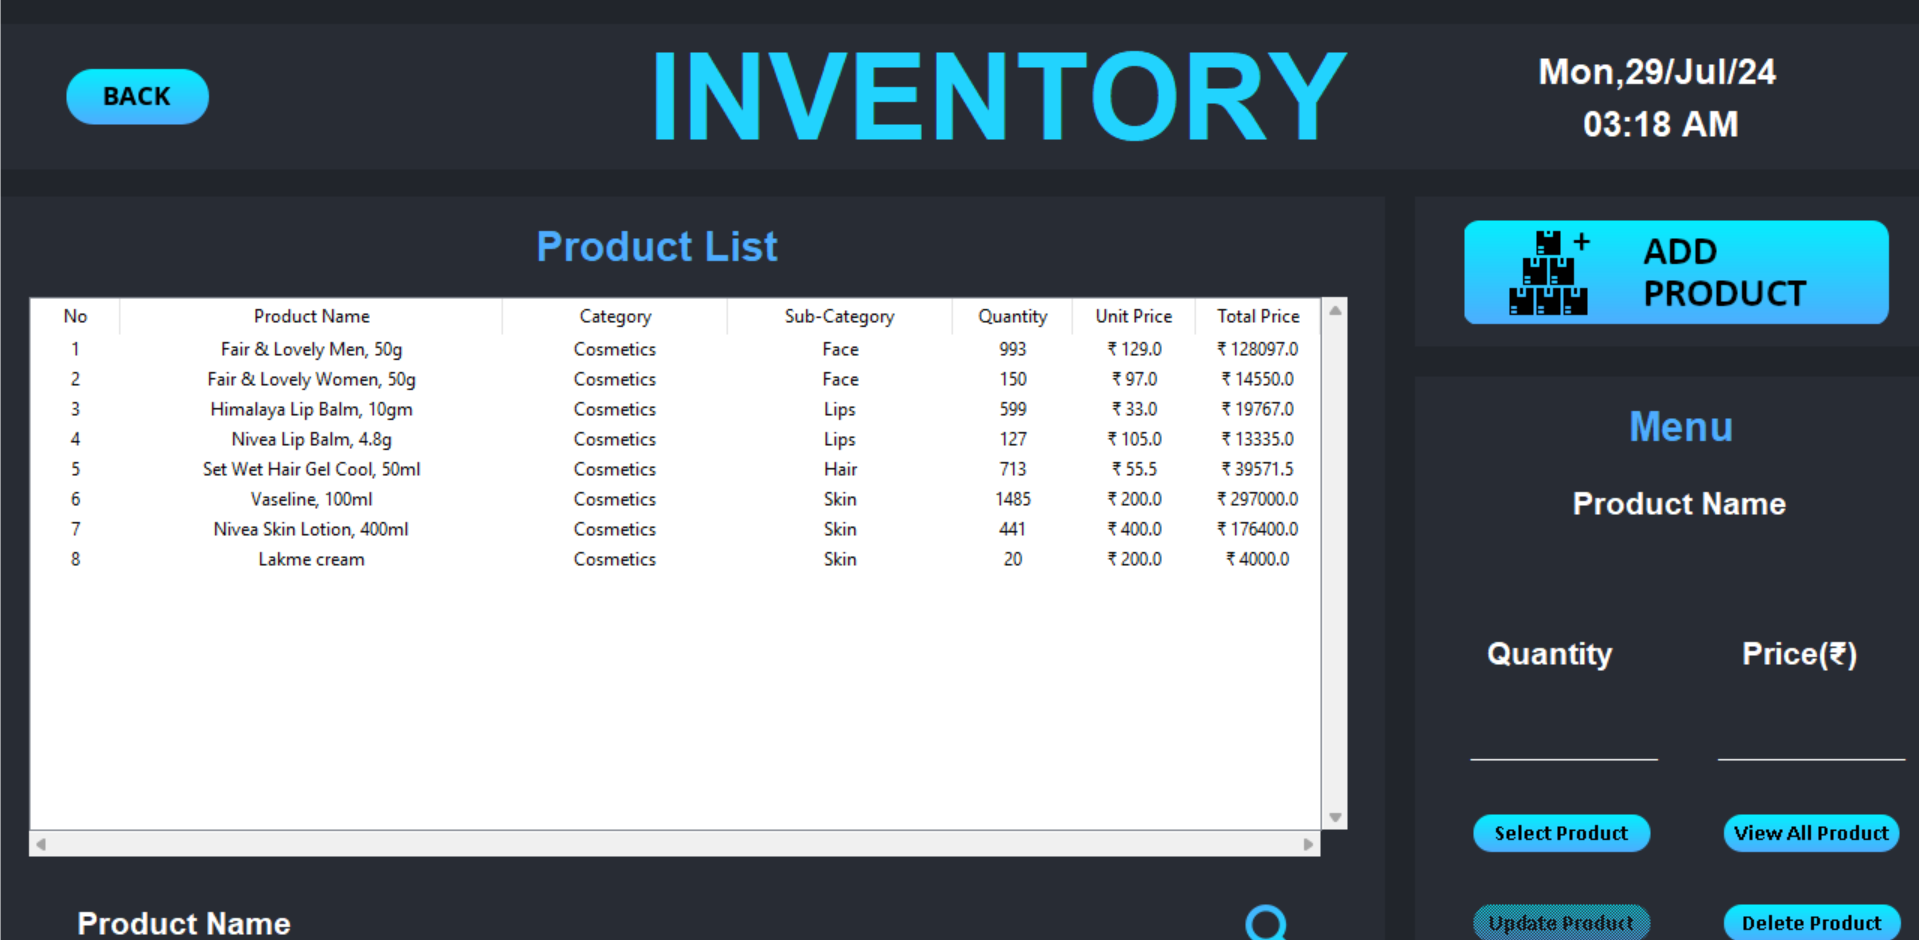 BACK
INVENTORY
Mon,29/Jul/24
03:18 AM
Product List
No Product Name Category Sub-Category Quantity Unit Price Total Price
1 Fair & Lovely Men, 50g Cosmetics Face 993 ₹ 129.0 ₹ 128097.0
2 Fair & Lovely Women, 50g Cosmetics Face 150 ₹ 97.0 ₹ 14550.0
3 Himalaya Lip Balm, 10gm Cosmetics Lips 599 ₹ 33.0 ₹ 19767.0
4 Nivea Lip Balm, 4.8g Cosmetics Lips 127 ₹ 105.0 ₹ 13335.0
5 Set Wet Hair Gel Cool, 50ml Cosmetics Hair 713 ₹ 55.5 ₹ 39571.5
6 Vaseline, 100ml Cosmetics Skin 1485 ₹ 200.0 ₹ 297000.0
7 Nivea Skin Lotion, 400ml Cosmetics Skin 441 ₹ 400.0 ₹ 176400.0
8 Lakme cream Cosmetics Skin 20 ₹ 200.0 ₹ 4000.0
Product Name
+ ADD
PRODUCT
Menu
Product Name
Quantity Price(₹)
Select Product View All Product
Update Product Delete Product